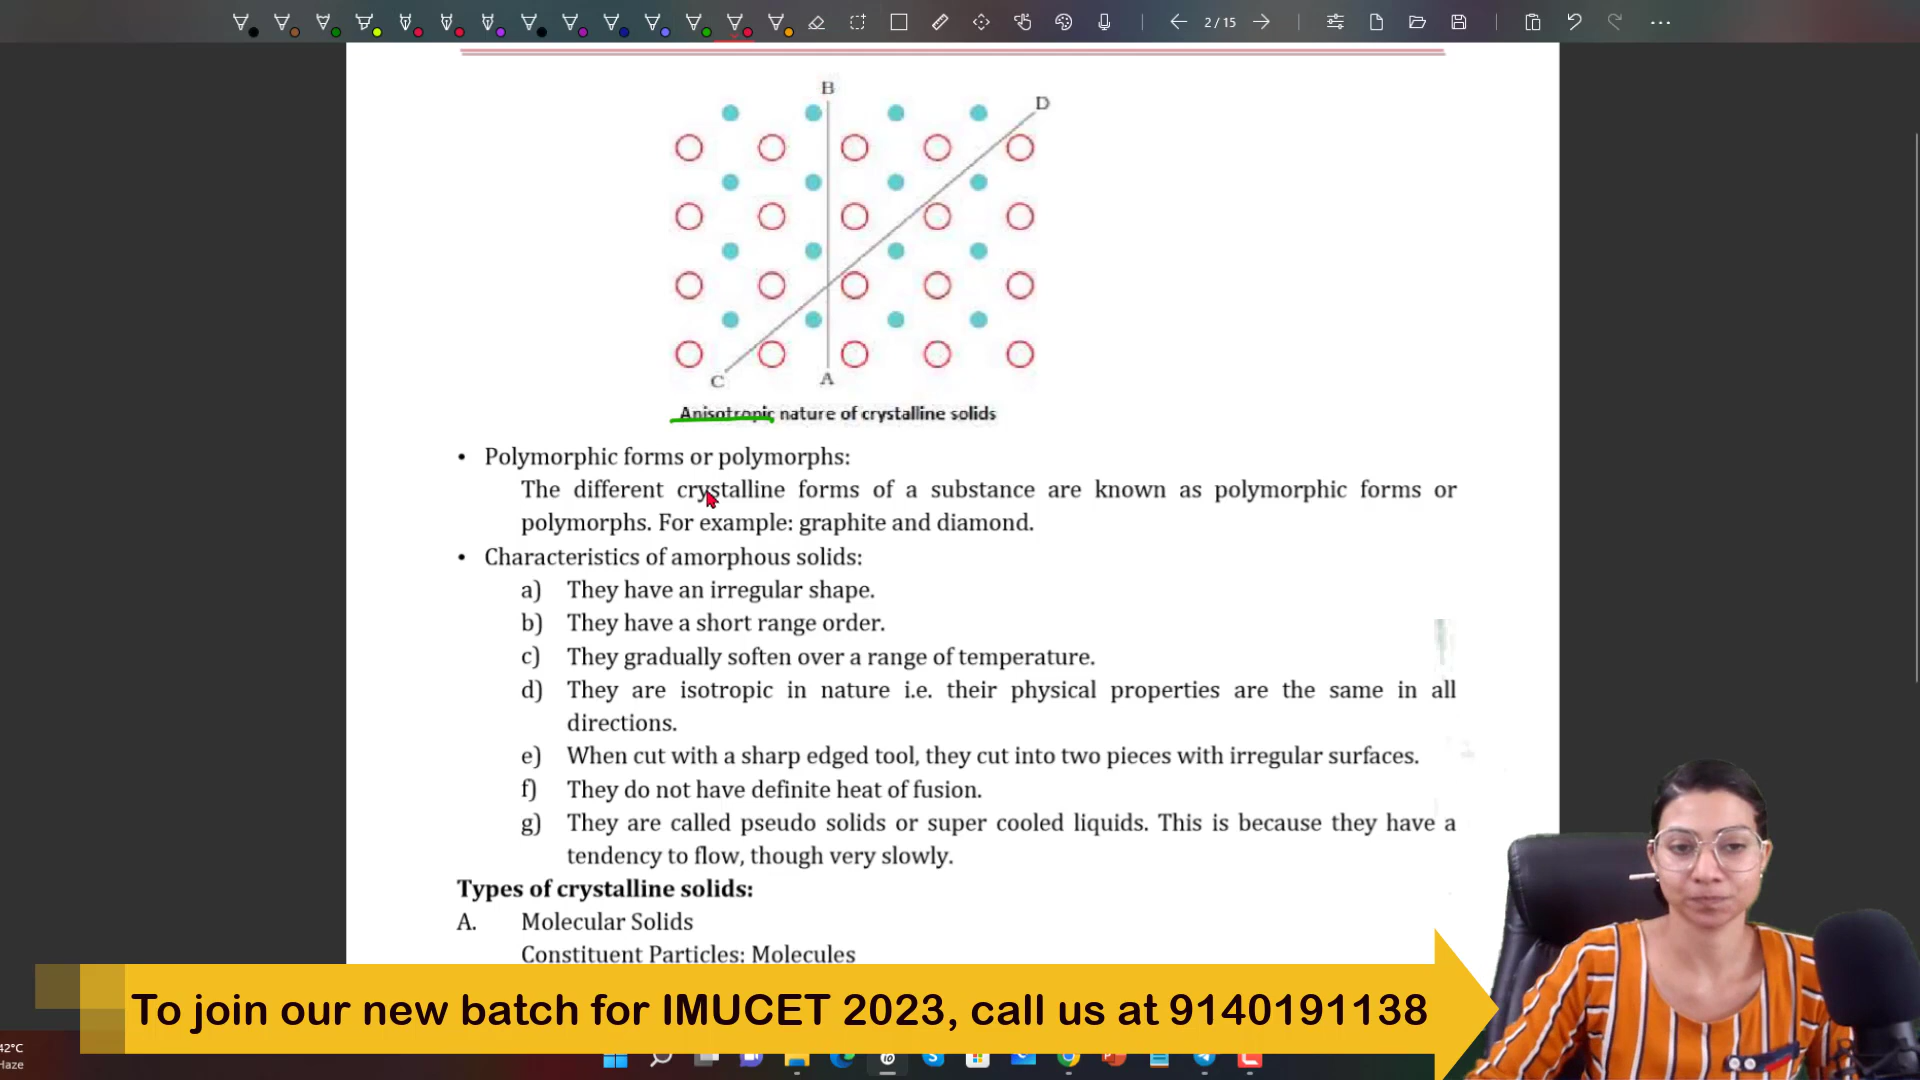 2 / 15
B
D
C
A
Anisotropic nature of crystalline solids
• Polymorphic forms or polymorphs:
The different crystalline forms of a substance are known as polymorphic forms or
polymorphs. For example: graphite and diamond.
• Characteristics of amorphous solids:
a) They have an irregular shape.
b) They have a short range order.
c) They gradually soften over a range of temperature.
d) They are isotropic in nature i.e. their physical properties are the same in all
directions.
e) When cut with a sharp edged tool, they cut into two pieces with irregular surfaces.
f) They do not have definite heat of fusion.
g) They are called pseudo solids or super cooled liquids. This is because they have a
tendency to flow, though very slowly.
Types of crystalline solids:
A. Molecular Solids
Constituent Particles: Molecules
To join our new batch for IMUCET 2023, call us at 9140191138
42°C
Haze